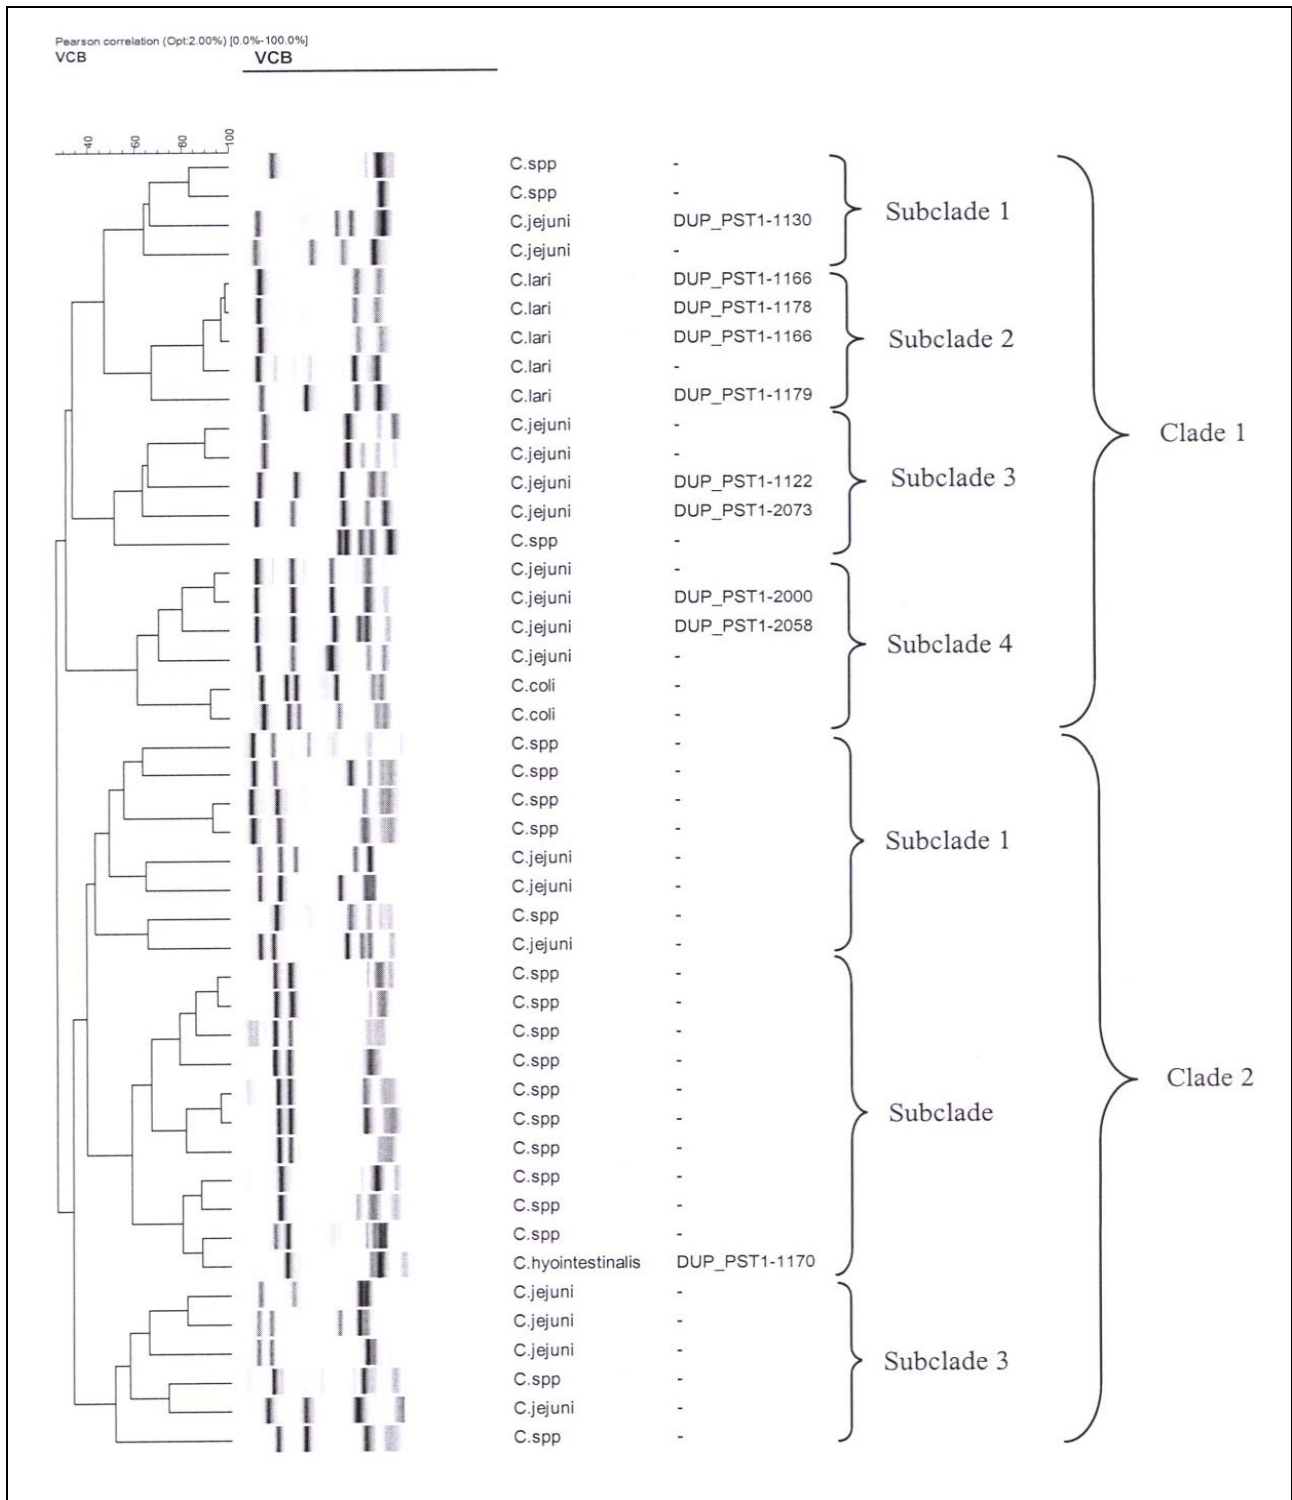 Pearson correlation (Opt:2.00%) [0.0%-100.0%]
VCB VCB
40 60 80 100
C.spp -
C.spp -
C.jejuni DUP_PST1-1130
Subclade 1
C.jejuni -
C.lari DUP_PST1-1166
C.lari DUP_PST1-1178
C.lari DUP_PST1-1166
Subclade 2
C.lari -
C.lari DUP_PST1-1179
C.jejuni -
Clade 1
C.jejuni -
C.jejuni DUP_PST1-1122
Subclade 3
C.jejuni DUP_PST1-2073
C.spp -
C.jejuni -
C.jejuni DUP_PST1-2000
C.jejuni DUP_PST1-2058
Subclade 4
C.jejuni -
C.coli -
C.coli -
C.spp -
C.spp -
C.spp -
C.spp -
Subclade 1
C.jejuni -
C.jejuni -
C.spp -
C.jejuni -
C.spp -
C.spp -
C.spp -
C.spp -
Clade 2
C.spp -
C.spp -
Subclade
C.spp -
C.spp -
C.spp -
C.spp -
C.hyointestinalis DUP_PST1-1170
C.jejuni -
C.jejuni -
C.jejuni -
Subclade 3
C.spp -
C.jejuni -
C.spp -